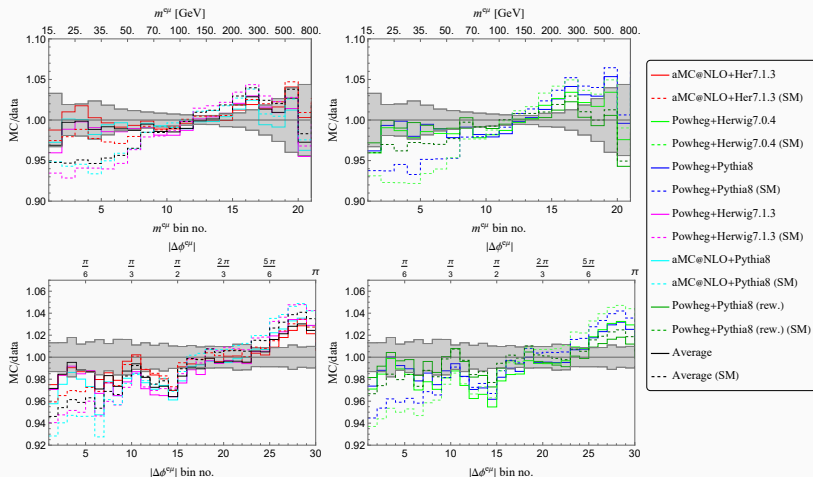 m^{eμ} [GeV]
15. 25. 35. 50. 70. 100. 150. 200. 300. 500. 800.
1.10
1.05
1.00
0.95
0.90
MC/data
5 10 15 20
m^{eμ} bin no.
m^{eμ} [GeV]
15. 25. 35. 50. 70. 100. 150. 200. 300. 500. 800.
1.10
1.05
1.00
0.95
0.90
MC/data
5 10 15 20
m^{eμ} bin no.
|Δϕ^{eμ}|
π/6 π/3 π/2 2π/3 5π/6 π
1.06
1.04
1.02
1.00
0.98
0.96
0.94
0.92
MC/data
5 10 15 20 25 30
|Δϕ^{eμ}| bin no.
|Δϕ^{eμ}|
π/6 π/3 π/2 2π/3 5π/6 π
1.06
1.04
1.02
1.00
0.98
0.96
0.94
0.92
MC/data
5 10 15 20 25 30
|Δϕ^{eμ}| bin no.
aMC@NLO+Her7.1.3
aMC@NLO+Her7.1.3 (SM)
Powheg+Herwig7.0.4
Powheg+Herwig7.0.4 (SM)
Powheg+Pythia8
Powheg+Pythia8 (SM)
Powheg+Herwig7.1.3
Powheg+Herwig7.1.3 (SM)
aMC@NLO+Pythia8
aMC@NLO+Pythia8 (SM)
Powheg+Pythia8 (rew.)
Powheg+Pythia8 (rew.) (SM)
Average
Average (SM)